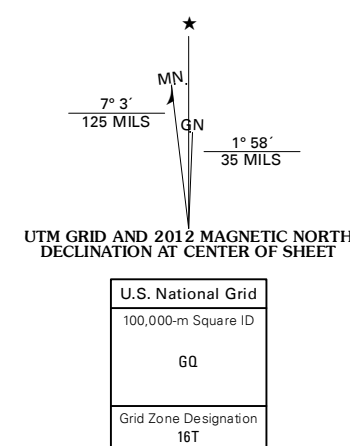 ★
MN.
7° 3´
125 MILS
GN
1° 58´
35 MILS
UTM GRID AND 2012 MAGNETIC NORTH
DECLINATION AT CENTER OF SHEET
U.S. National Grid
100,000-m Square ID
GQ
Grid Zone Designation
16T